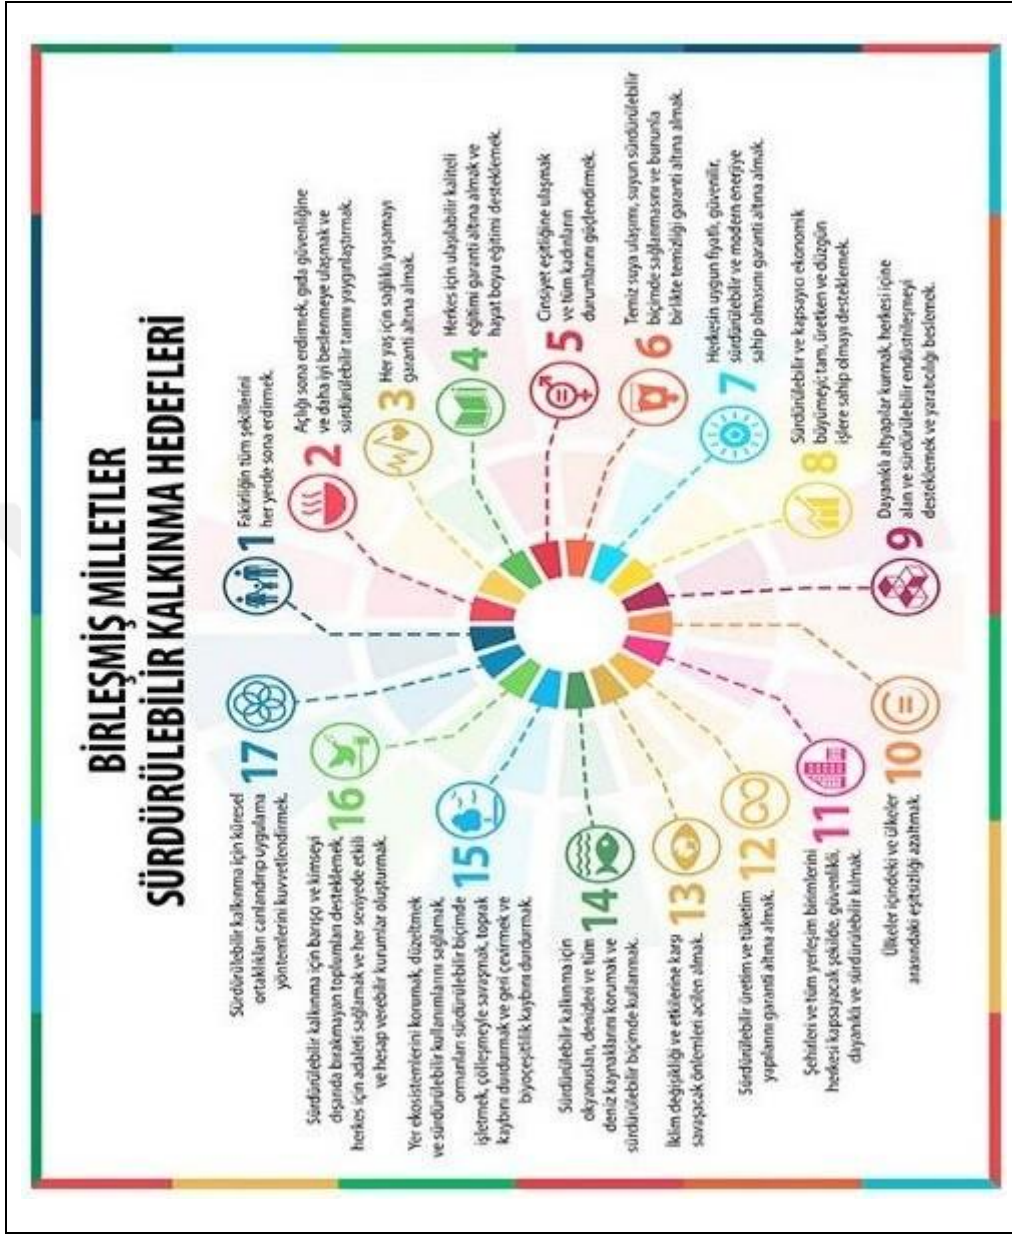 BİRLEŞMİŞ MİLLETLER
SÜRDÜRÜLEBİLİR KALKINMA HEDEFLERİ
1
Fakirliğin tüm şekillerini
her yerde sona erdirmek.
2
Açlığı sona erdirmek, gıda güvenliğine
ve daha iyi beslenmeye ulaşmak ve
sürdürülebilir tarımı yaygınlaştırmak.
3
Her yaş için sağlıklı yaşamayı
garanti altına almak.
4
Herkes için ulaşılabilir kaliteli
eğitimi garanti altına almak ve
hayat boyu eğitimi desteklemek.
5
Cinsiyet eşitliğine ulaşmak
ve tüm kadınların
durumlarını güçlendirmek.
6
Temiz suya ulaşımı, suyun sürdürülebilir
biçimde sağlanmasını ve bununla
birlikte temizliği garanti altına almak.
7
Herkesin uygun fiyatlı, güvenilir,
sürdürülebilir ve modern enerjiye
sahip olmasını garanti altına almak.
8
Sürdürülebilir ve kapsayıcı ekonomik
büyümeyi; tam, üretken ve düzgün
işlere sahip olmayı desteklemek.
9
Dayanıklı altyapılar kurmak, herkesi içine
alan ve sürdürülebilir endüstrileşmeyi
desteklemek ve yaratıcılığı beslemek.
10
Ülkeler içindeki ve ülkeler
arasındaki eşitsizliği azaltmak.
11
Şehirleri ve tüm yerleşim birimlerini
herkesi kapsayacak şekilde, güvenlikli,
dayanıklı ve sürdürülebilir kılmak.
12
Sürdürülebilir üretim ve tüketim
yapılarını garanti altına almak.
13
İklim değişikliği ve etkilerine karşı
savaşacak önlemleri acilen almak.
14
Sürdürülebilir kalkınma için
okyanusları, denizleri ve tüm
deniz kaynaklarını korumak ve
sürdürülebilir biçimde kullanmak.
15
Yer ekosistemlerini korumak, düzeltmek
ve sürdürülebilir kullanımlarını sağlamak,
ormanları sürdürülebilir biçimde
işletmek, çölleşmeyle savaşmak, toprak
kaybını durdurmak ve geri çevirmek ve
biyoçeşitlilik kaybını durdurmak.
16
Sürdürülebilir kalkınma için barışçı ve kimseyi
dışarıda bırakmayan toplumları desteklemek,
herkes için adaleti sağlamak ve her seviyede etkili
ve hesap verebilir kurumlar oluşturmak.
17
Sürdürülebilir kalkınma için küresel
ortaklıkları canlandırıp uygulama
yöntemlerini kuvvetlendirmek.